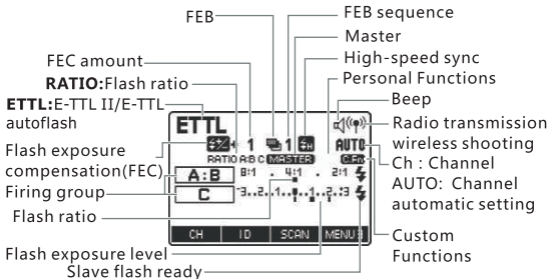 FEB
FEB sequence
Master
FEC amount
High-speed sync
RATIO:Flash ratio
Personal Functions
ETTL:E-TTL II/E-TTL
autoflash
Beep
Radio transmission
wireless shooting
Flash exposure
compensation(FEC)
Ch : Channel
AUTO: Channel
automatic setting
Firing group
Flash ratio
Custom
Functions
Flash exposure level
Slave flash ready
ETTL
+ 1 1 AUTO
RATIO A:B C MASTER C.Fn
A:B 8:1 . 4:1 . 2:1
C -3..2..1..0..1..2..:3
CH ID SCAN MENU 3